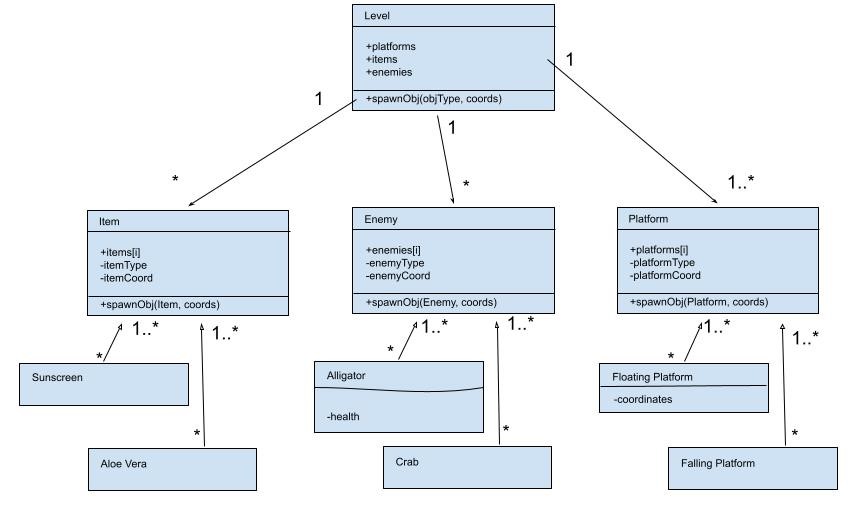 Level
+platforms
+items
+enemies
+spawnObj(objType, coords)
1
1
1
*
*
1..*
Item
+items[i]
-itemType
-itemCoord
+spawnObj(Item, coords)
Enemy
+enemies[i]
-enemyType
-enemyCoord
+spawnObj(Enemy, coords)
Platform
+platforms[i]
-platformType
-platformCoord
+spawnObj(Platform, coords)
1..*
1..*
1..*
1..*
1..*
1..*
*
*
*
Sunscreen
Alligator
-health
Floating Platform
-coordinates
*
*
*
Aloe Vera
Crab
Falling Platform